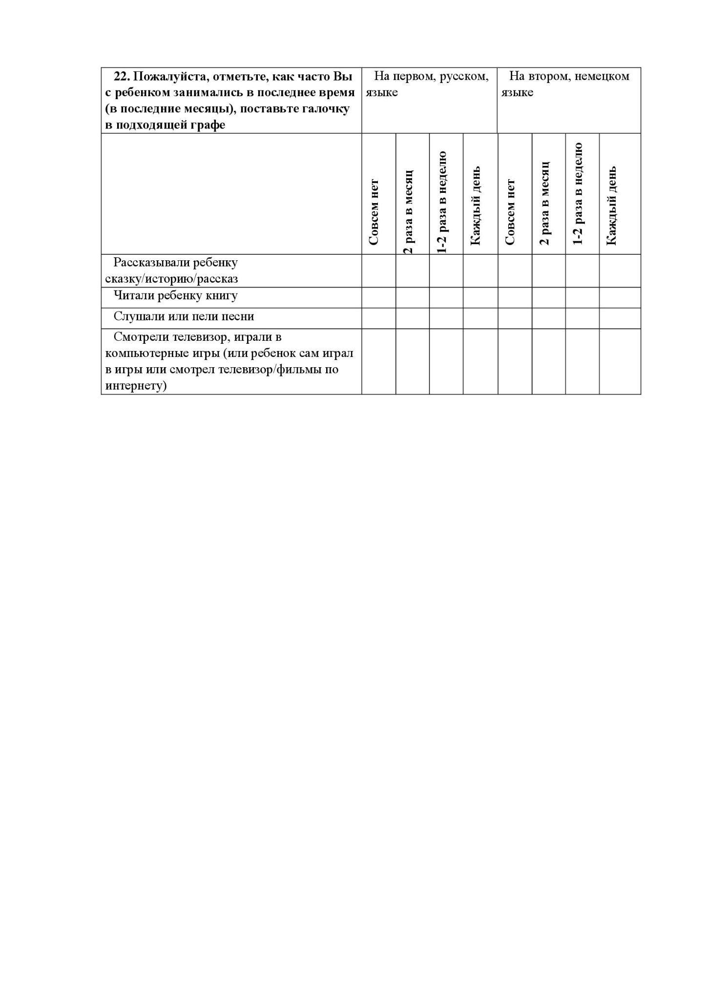 22. Пожалуйста, отметьте, как часто Вы
с ребенком занимались в последнее время
(в последние месяцы), поставьте галочку
в подходящей графе
На первом, русском,
языке
На втором, немецком
языке
Совсем нет
2 раза в месяц
1-2 раза в неделю
Каждый день
Совсем нет
2 раза в месяц
1-2 раза в неделю
Каждый день
Рассказывали ребенку
сказку/историю/рассказ
Читали ребенку книгу
Слушали или пели песни
Смотрели телевизор, играли в
компьютерные игры (или ребенок сам играл
в игры или смотрел телевизор/фильмы по
интернету)